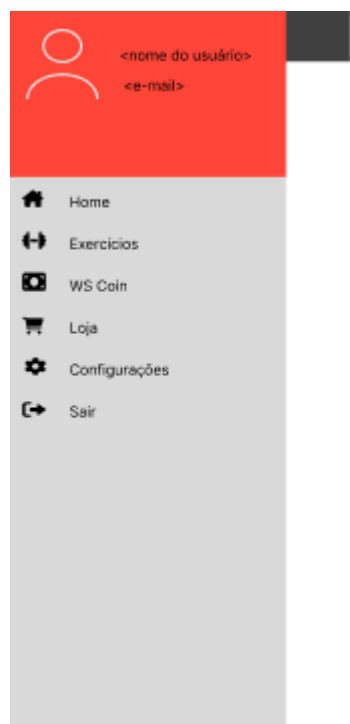 <nome do usuário>
<e-mail>
Home
Exercícios
WS Coin
Loja
Configurações
Sair